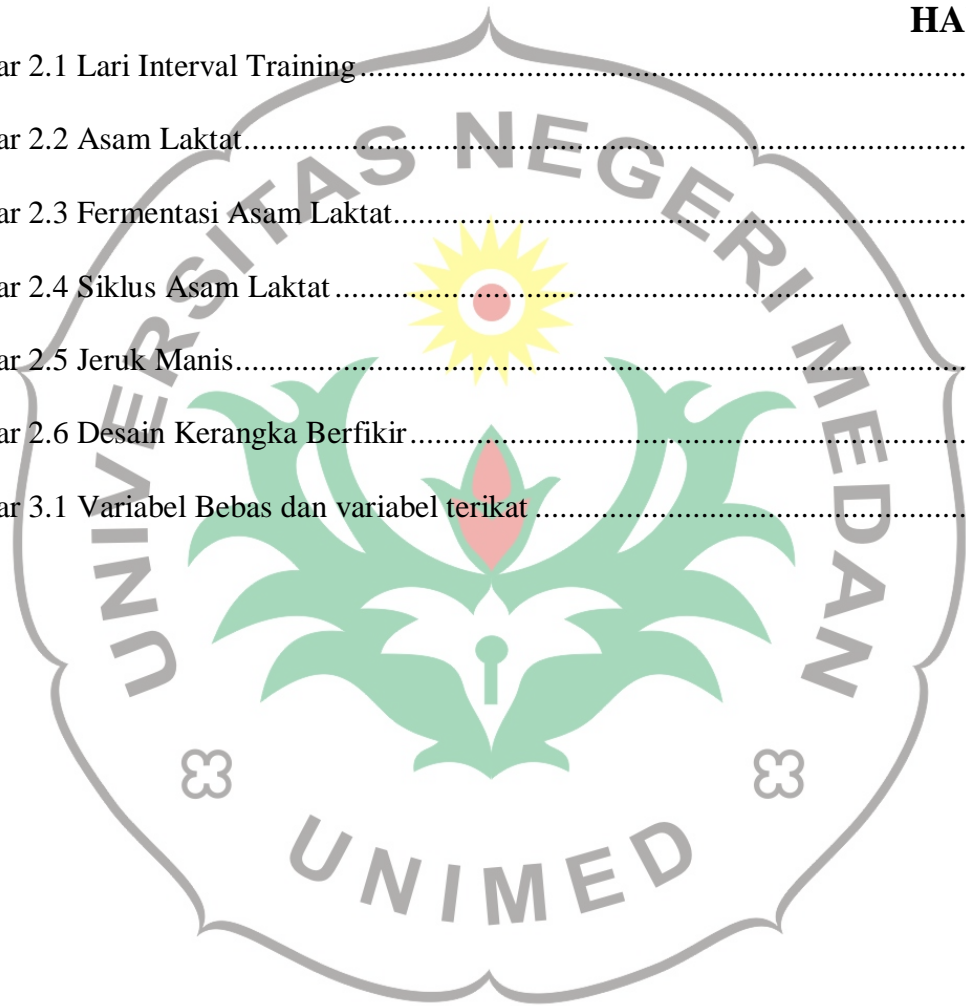 HA
ar 2.1 Lari Interval Training
ar 2.2 Asam Laktat
ar 2.3 Fermentasi Asam Laktat
ar 2.4 Siklus Asam Laktat
ar 2.5 Jeruk Manis
ar 2.6 Desain Kerangka Berfikir
ar 3.1 Variabel Bebas dan variabel terikat
UNIVERSITAS NEGERI MEDAN
UNIMED